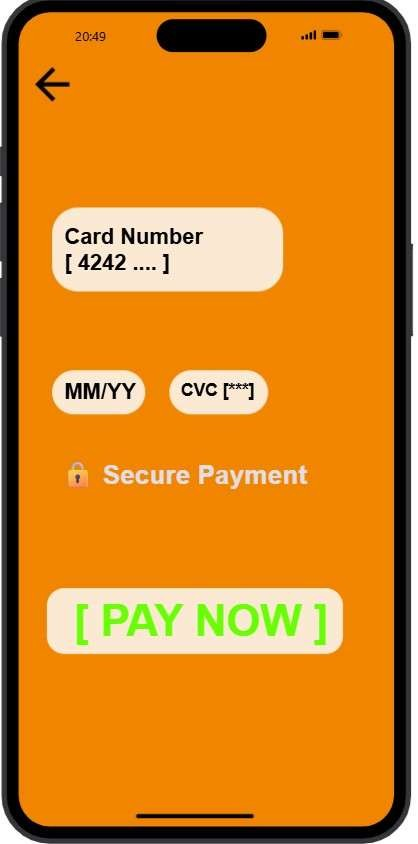 20:49
Card Number
[ 4242 .... ]
MM/YY
CVC [***]
Secure Payment
[ PAY NOW ]